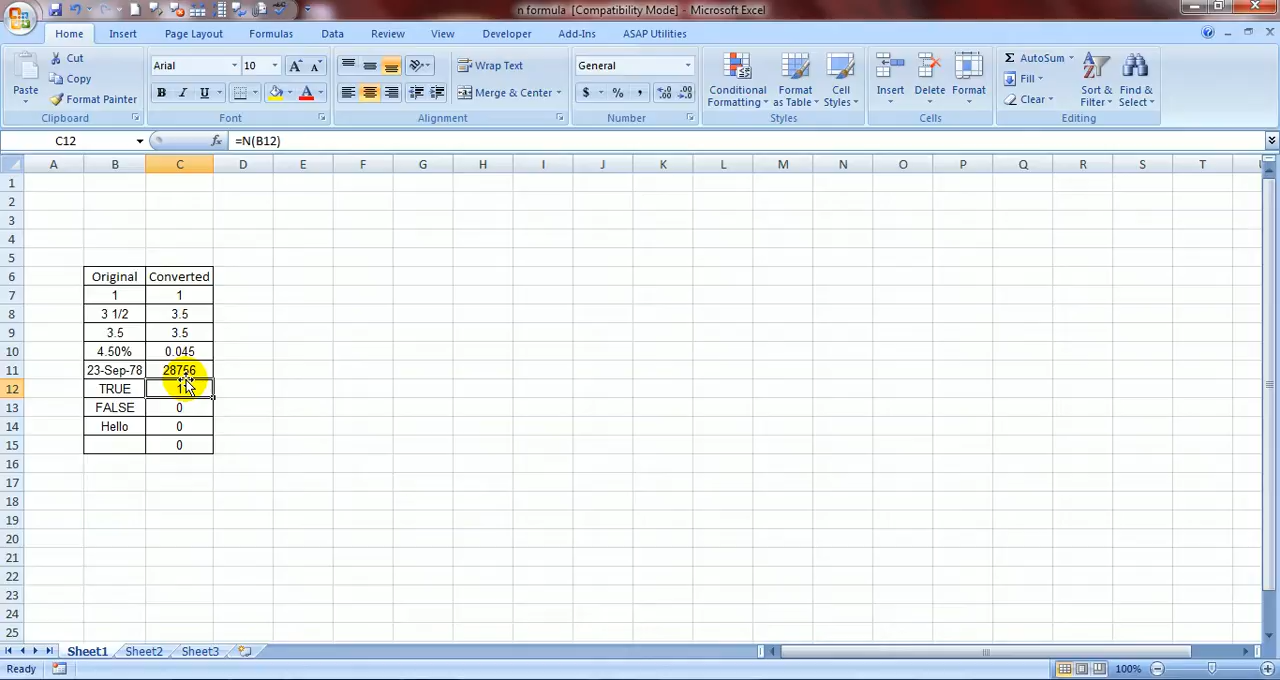 n formula [Compatibility Mode] - Microsoft Excel
Home Insert Page Layout Formulas Data Review View Developer Add-Ins ASAP Utilities
Paste
Cut
Copy
Format Painter
Clipboard
Arial 10
B I U
Font
Wrap Text
Merge & Center
Alignment
General
$ % ,
Number
Conditional Formatting
Format as Table
Cell Styles
Styles
Insert
Delete
Format
Cells
Σ AutoSum
Fill
Clear
Sort & Filter
Find & Select
Editing
C12 fx =N(B12)
A B C D E F G H I J K L M N O P Q R S T
1
2
3
4
5
6 Original Converted
7 1 1
8 3 1/2 3.5
9 3.5 3.5
10 4.50% 0.045
11 23-Sep-78 28756
12 TRUE 1
13 FALSE 0
14 Hello 0
15 0
16
17
18
19
20
21
22
23
24
25
Sheet1 Sheet2 Sheet3
Ready 100%